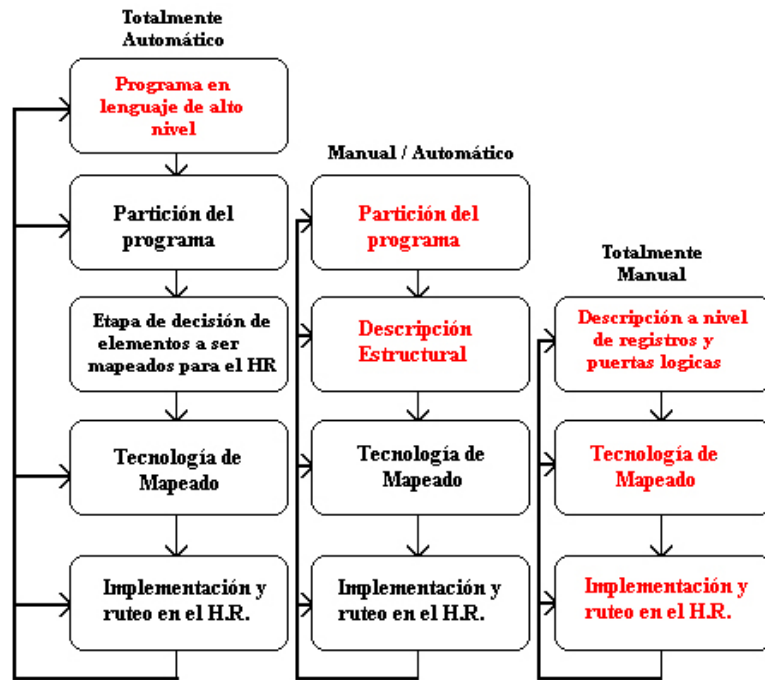 Totalmente
Automático
Programa en
lenguaje de alto
nivel
Partición del
programa
Etapa de decisión de
elementos a ser
mapeados para el HR
Tecnología de
Mapeado
Implementación y
ruteo en el H.R.
Manual / Automático
Partición del
programa
Descripción
Estructural
Tecnología de
Mapeado
Implementación y
ruteo en el H.R.
Totalmente
Manual
Descripción a nivel
de registros y
puertas logicas
Tecnología de
Mapeado
Implementación y
ruteo en el H.R.